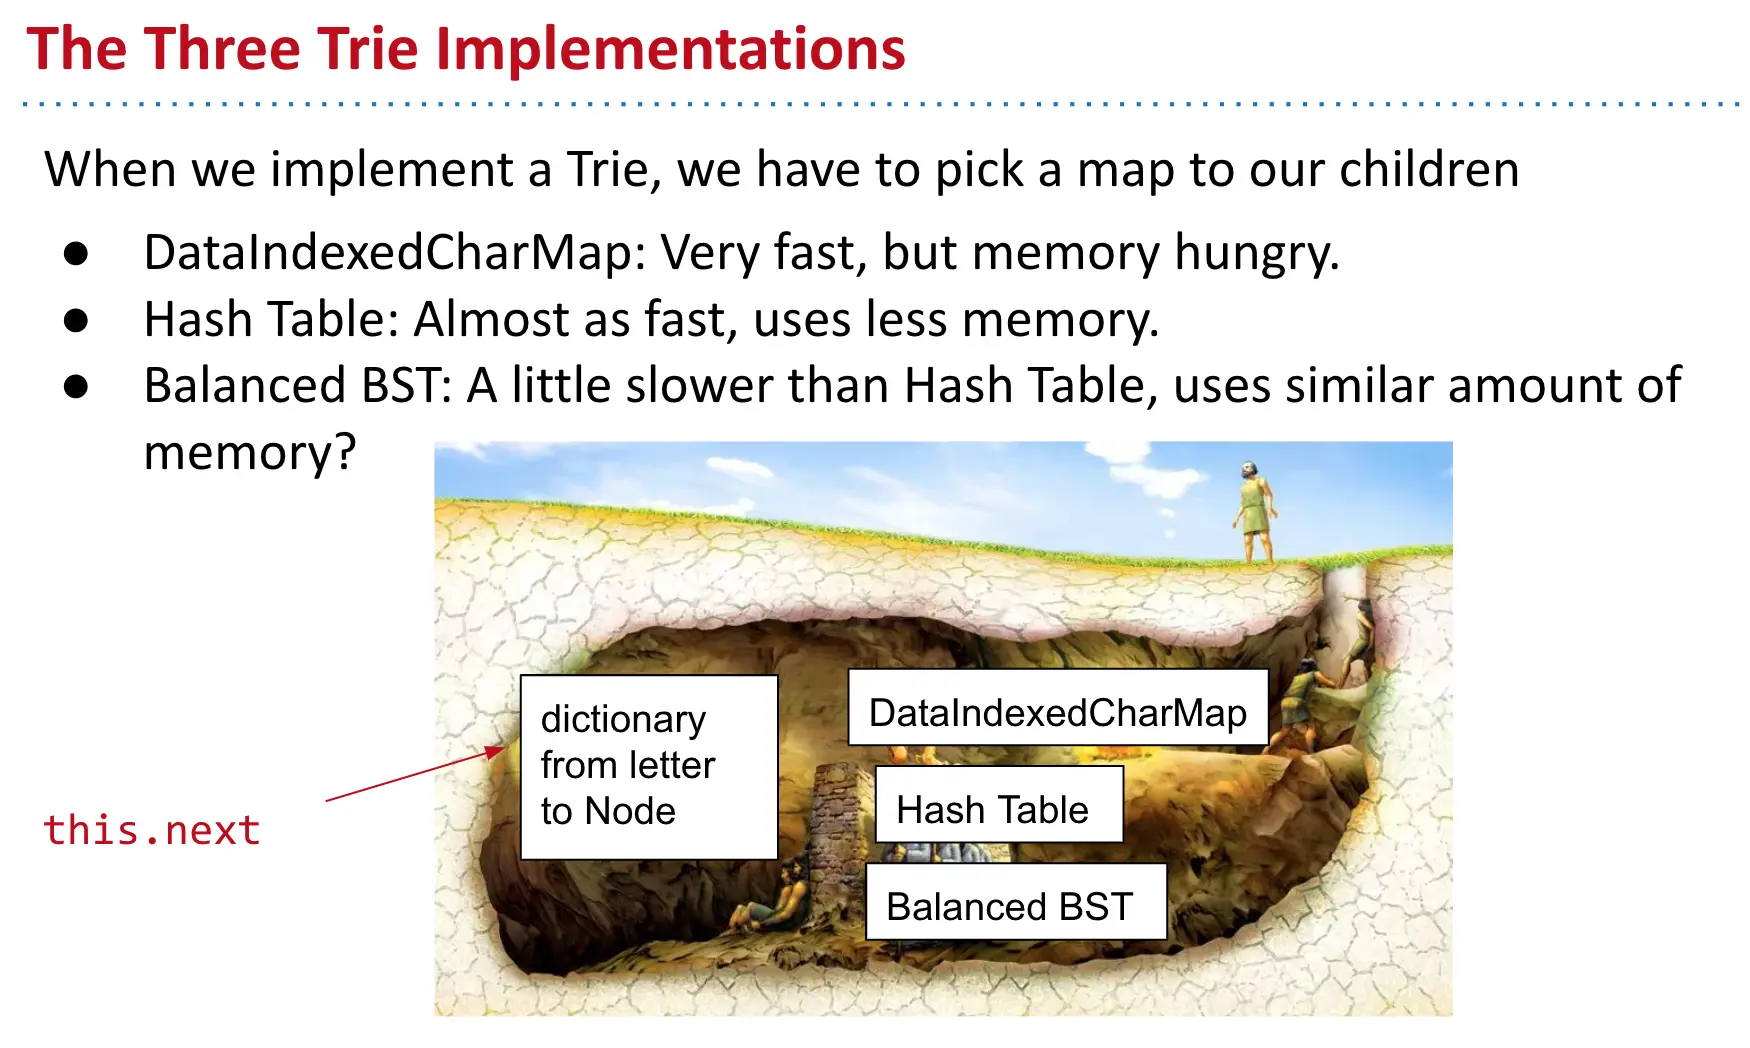 The Three Trie Implementations
When we implement a Trie, we have to pick a map to our children
● DataIndexedCharMap: Very fast, but memory hungry.
● Hash Table: Almost as fast, uses less memory.
● Balanced BST: A little slower than Hash Table, uses similar amount of
memory?
dictionary
from letter
to Node
this.next
DataIndexedCharMap
Hash Table
Balanced BST